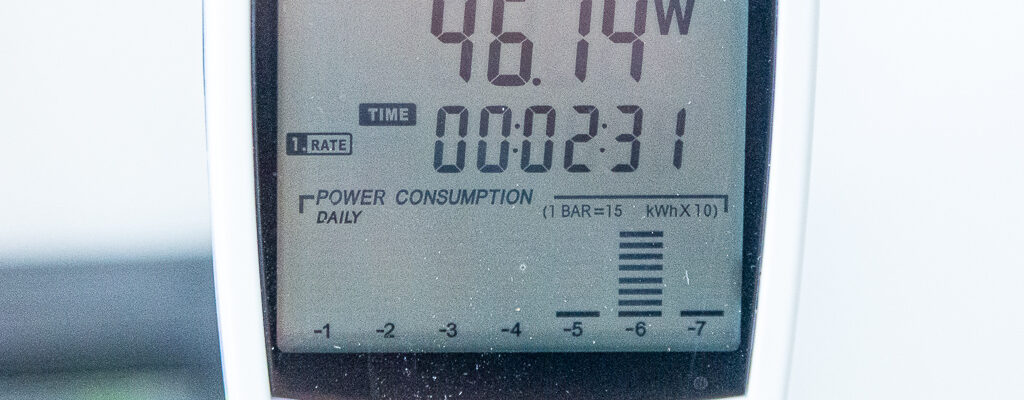 46.14 W
TIME 00:02:31
1. RATE
POWER CONSUMPTION
DAILY (1 BAR=15 kWhX10)
-1 -2 -3 -4 -5 -6 -7